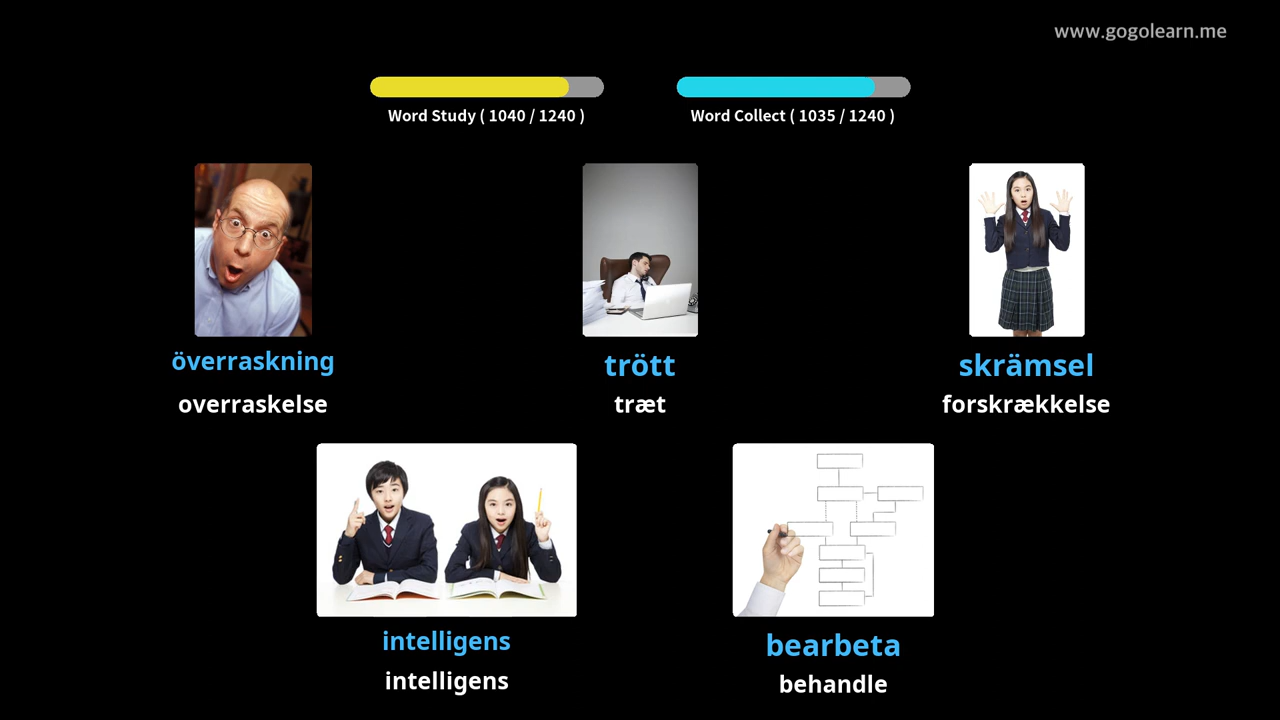 www.gogolearn.me
Word Study ( 1040 / 1240 )
Word Collect ( 1035 / 1240 )
överraskning
trött
skrämsel
overraskelse
træt
forskrækkelse
intelligens
bearbeta
intelligens
behandle